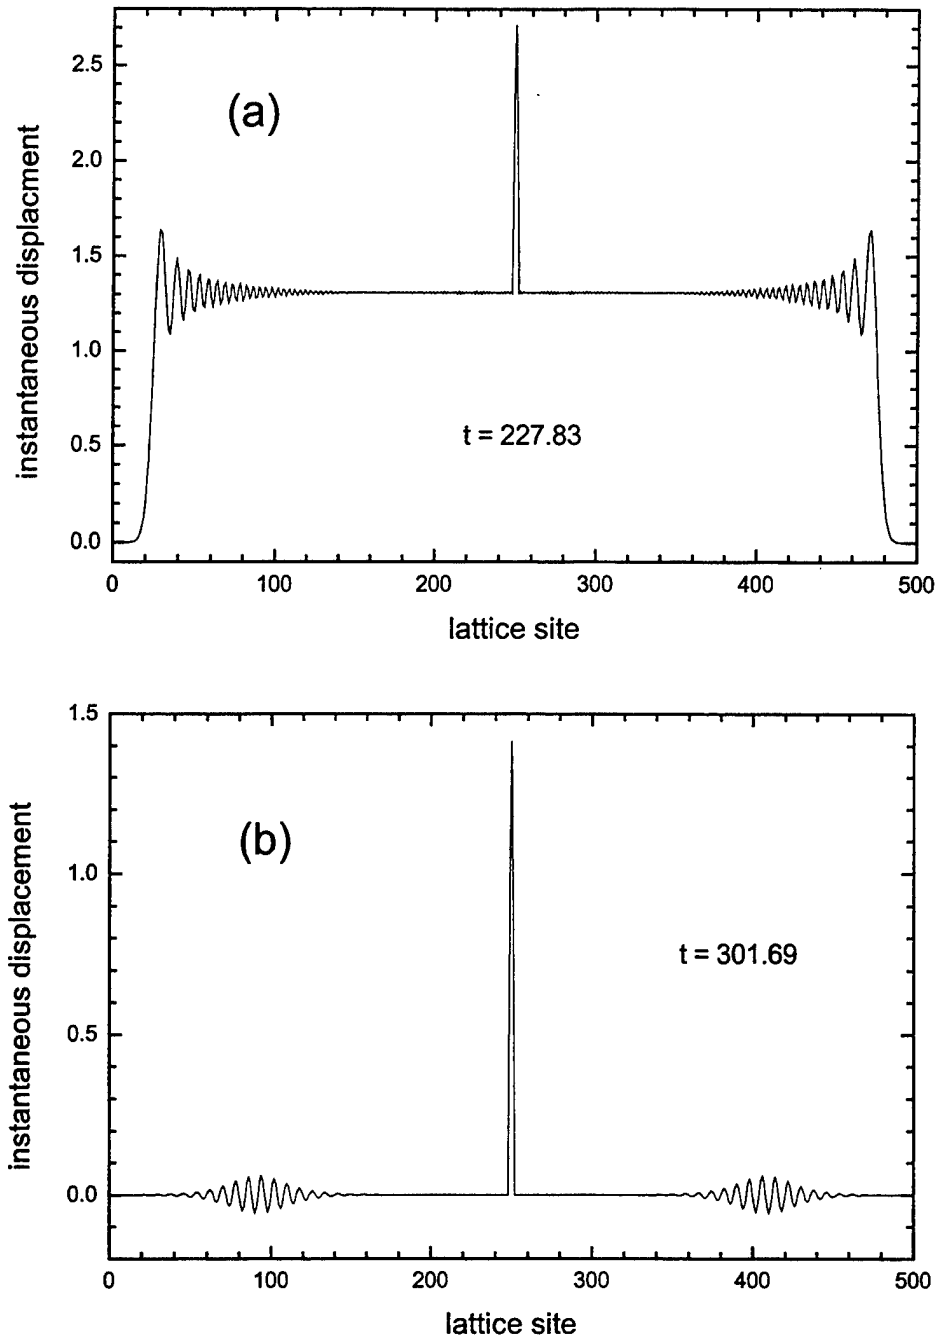 2.5
(a)
2.0
1.5
1.0
t = 227.83
0.5
0.0
instantaneous displacment
0
100
200
300
400
500
lattice site
1.5
(b)
1.0
t = 301.69
0.5
0.0
instantaneous displacement
0
100
200
300
400
500
lattice site